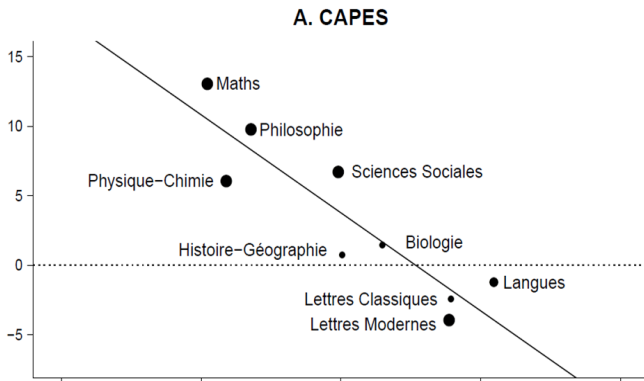 A. CAPES
15
Maths
10
Philosophie
Sciences Sociales
Physique−Chimie
5
Biologie
Histoire−Géographie
0
Langues
Lettres Classiques
Lettres Modernes
−5